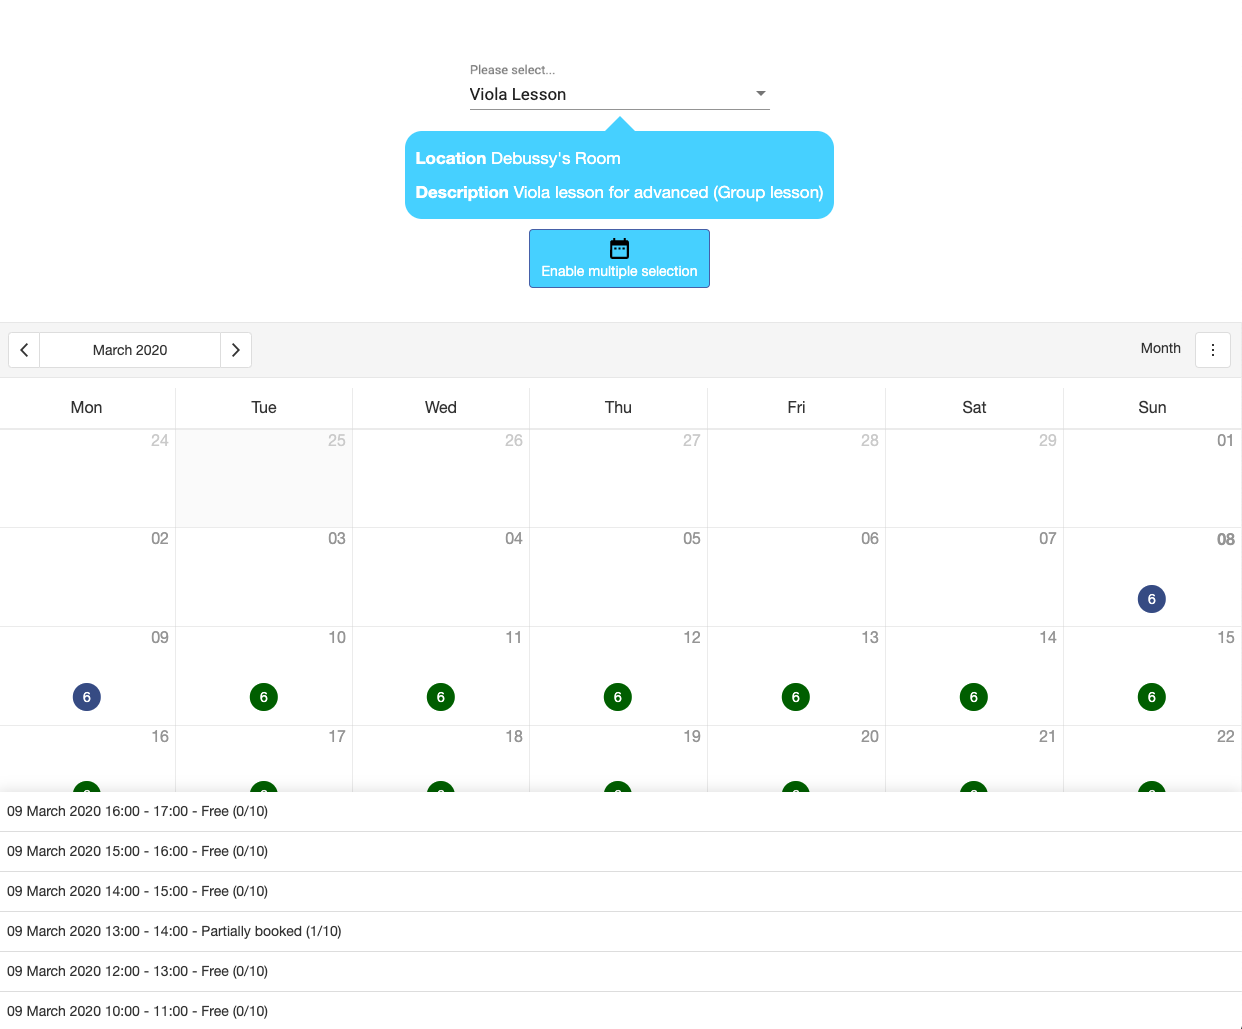 Please select...
Viola Lesson
Location Debussy's Room
Description Viola lesson for advanced (Group lesson)
Enable multiple selection
March 2020
Month
Mon Tue Wed Thu Fri Sat Sun
24 25 26 27 28 29 01
02 03 04 05 06 07 08
6
09 10 11 12 13 14 15
6 6 6 6 6 6 6
16 17 18 19 20 21 22
09 March 2020 16:00 - 17:00 - Free (0/10)
09 March 2020 15:00 - 16:00 - Free (0/10)
09 March 2020 14:00 - 15:00 - Free (0/10)
09 March 2020 13:00 - 14:00 - Partially booked (1/10)
09 March 2020 12:00 - 13:00 - Free (0/10)
09 March 2020 10:00 - 11:00 - Free (0/10)